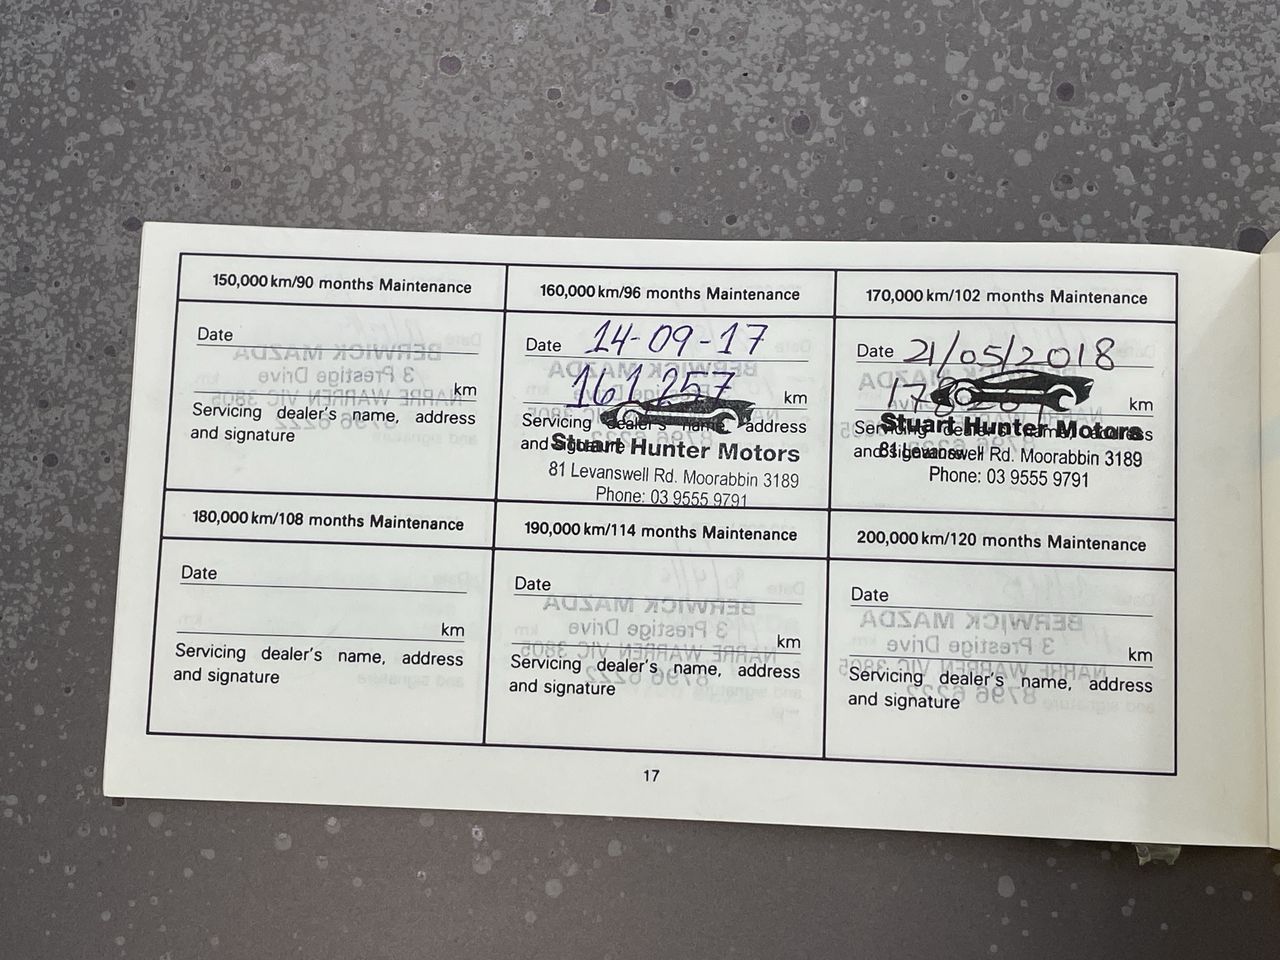 150,000 km/90 months Maintenance
Date
km
Servicing dealer's name, address
and signature
160,000 km/96 months Maintenance
Date 14-09-17
161257 km
Servicing dealer's name, address
and signature
Stuart Hunter Motors
81 Levanswell Rd. Moorabbin 3189
Phone: 03 9555 9791
170,000 km/102 months Maintenance
Date 21/05/2018
km
Servicing dealer's name, address
and signature
Stuart Hunter Motors
81 Levanswell Rd. Moorabbin 3189
Phone: 03 9555 9791
180,000 km/108 months Maintenance
Date
km
Servicing dealer's name, address
and signature
190,000 km/114 months Maintenance
Date
km
Servicing dealer's name, address
and signature
200,000 km/120 months Maintenance
Date
km
Servicing dealer's name, address
and signature
17